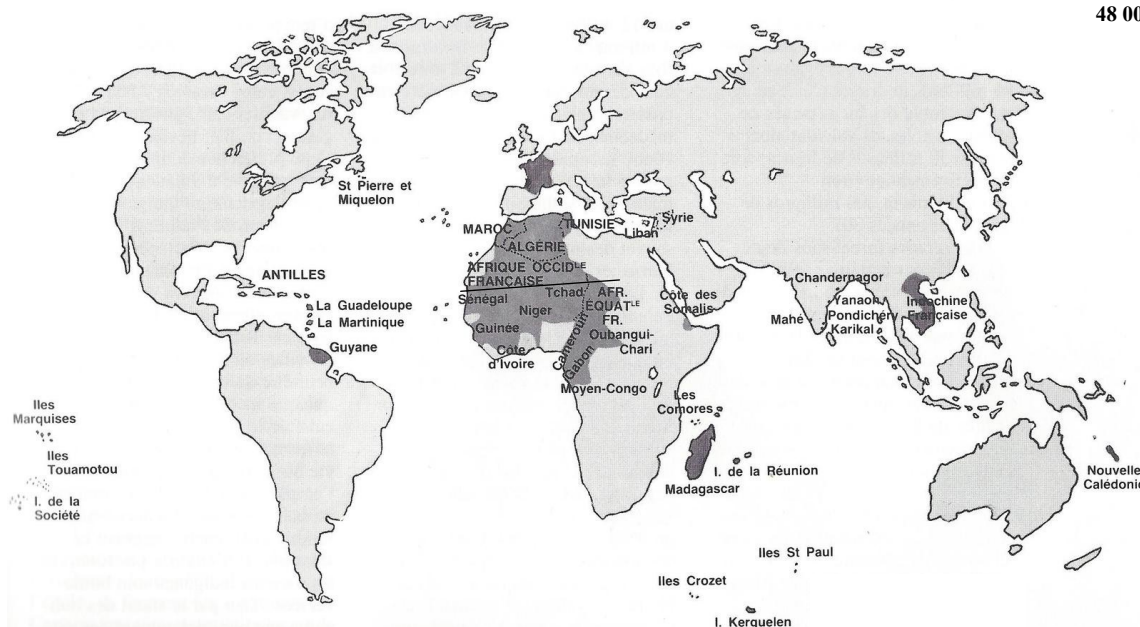 48 00
St Pierre et
Miquelon
ANTILLES
La Guadeloupe
La Martinique
Guyane
Iles
Marquises
Iles
Touamotou
I. de la
Société
MAROC
TUNISIE
ALGÉRIE
Liban
Syrie
AFRIQUE OCCIDLE
FRANÇAISE
Sénégal
Tchad
Niger
Guinée
Côte
d'Ivoire
Cameroun
Gabon
AFR.
ÉQUATLE
FR.
Oubangui-
Chari
Moyen-Congo
Côte des
Somalis
Les
Comores
I. de la Réunion
Madagascar
Chandernagor
Yanaon
Mahé
Pondichéry
Karikal
Indochine
Française
Nouvelle
Calédonie
Iles St Paul
Iles Crozet
I. Kerguelen